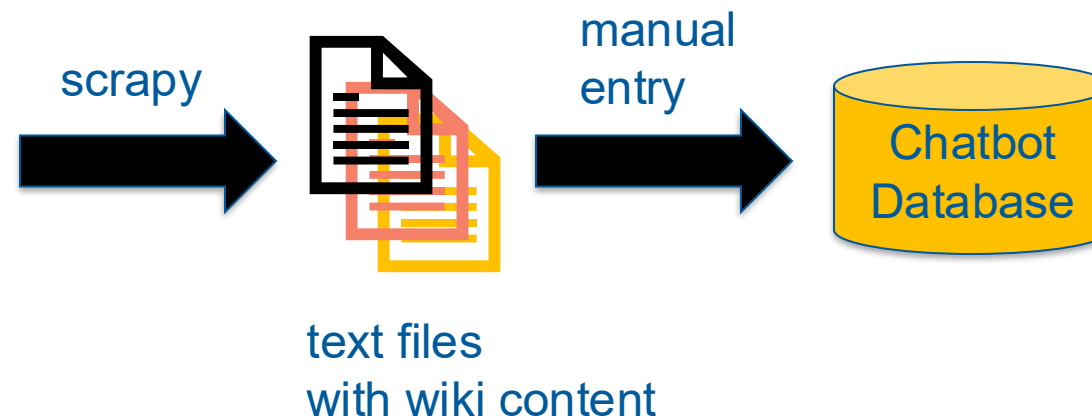 scrapy
manual
entry
Chatbot
Database
text files
with wiki content